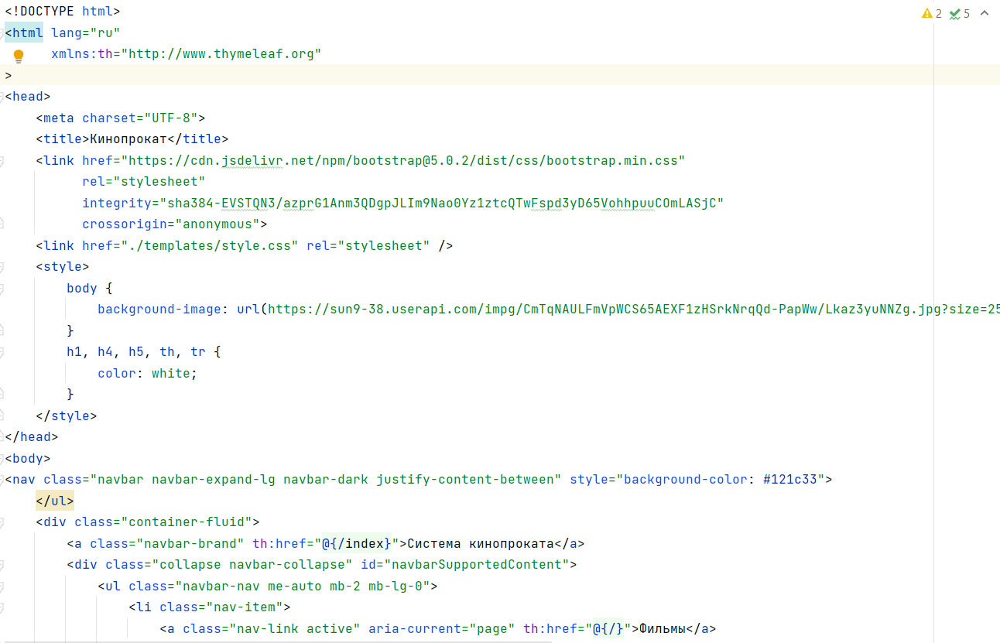 <!DOCTYPE html>
2 5
<html lang="ru"
xmlns:th="http://www.thymeleaf.org"
>
<head>
<meta charset="UTF-8">
<title>Кинопрокат</title>
<link href="https://cdn.jsdelivr.net/npm/bootstrap@5.0.2/dist/css/bootstrap.min.css"
rel="stylesheet"
integrity="sha384-EVSTQN3/azprG1Anm3QDgpJLIm9Nao0Yz1ztcQTwFspd3yD65VohhpuuCOmLASjC"
crossorigin="anonymous">
<link href="./templates/style.css" rel="stylesheet" />
<style>
body {
background-image: url(https://sun9-38.userapi.com/impg/CmTqNAULFmVpWCS65AEXF1zHSrkNrqQd-PapWw/Lkaz3yuNNZg.jpg?size=25
}
h1, h4, h5, th, tr {
color: white;
}
</style>
</head>
<body>
<nav class="navbar navbar-expand-lg navbar-dark justify-content-between" style="background-color: #121c33">
</ul>
<div class="container-fluid">
<a class="navbar-brand" th:href="@{/index}">Система кинопроката</a>
<div class="collapse navbar-collapse" id="navbarSupportedContent">
<ul class="navbar-nav me-auto mb-2 mb-lg-0">
<li class="nav-item">
<a class="nav-link active" aria-current="page" th:href="@{/}">Фильмы</a>